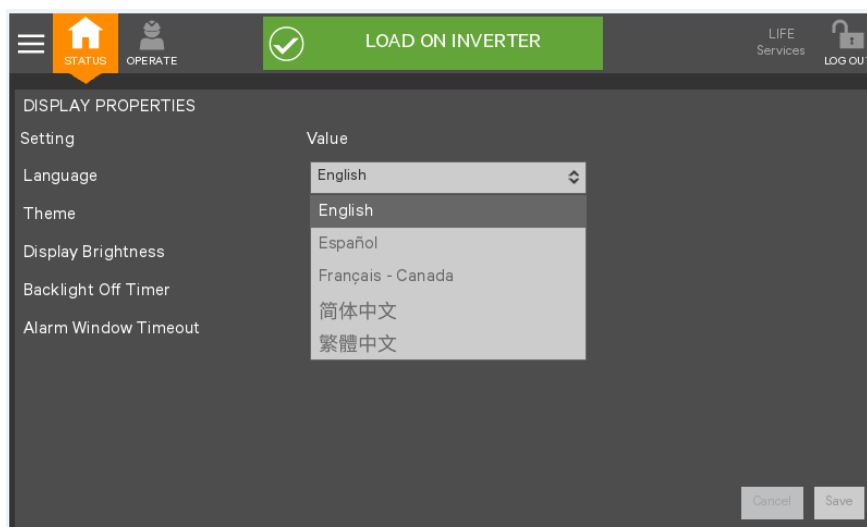 LOAD ON INVERTER
LIFE
Services
STATUS
OPERATE
LOG OUT
DISPLAY PROPERTIES
Setting Value
Language English
Theme English
Español
Display Brightness
Français - Canada
Backlight Off Timer
简体中文
Alarm Window Timeout
繁體中文
Cancel Save